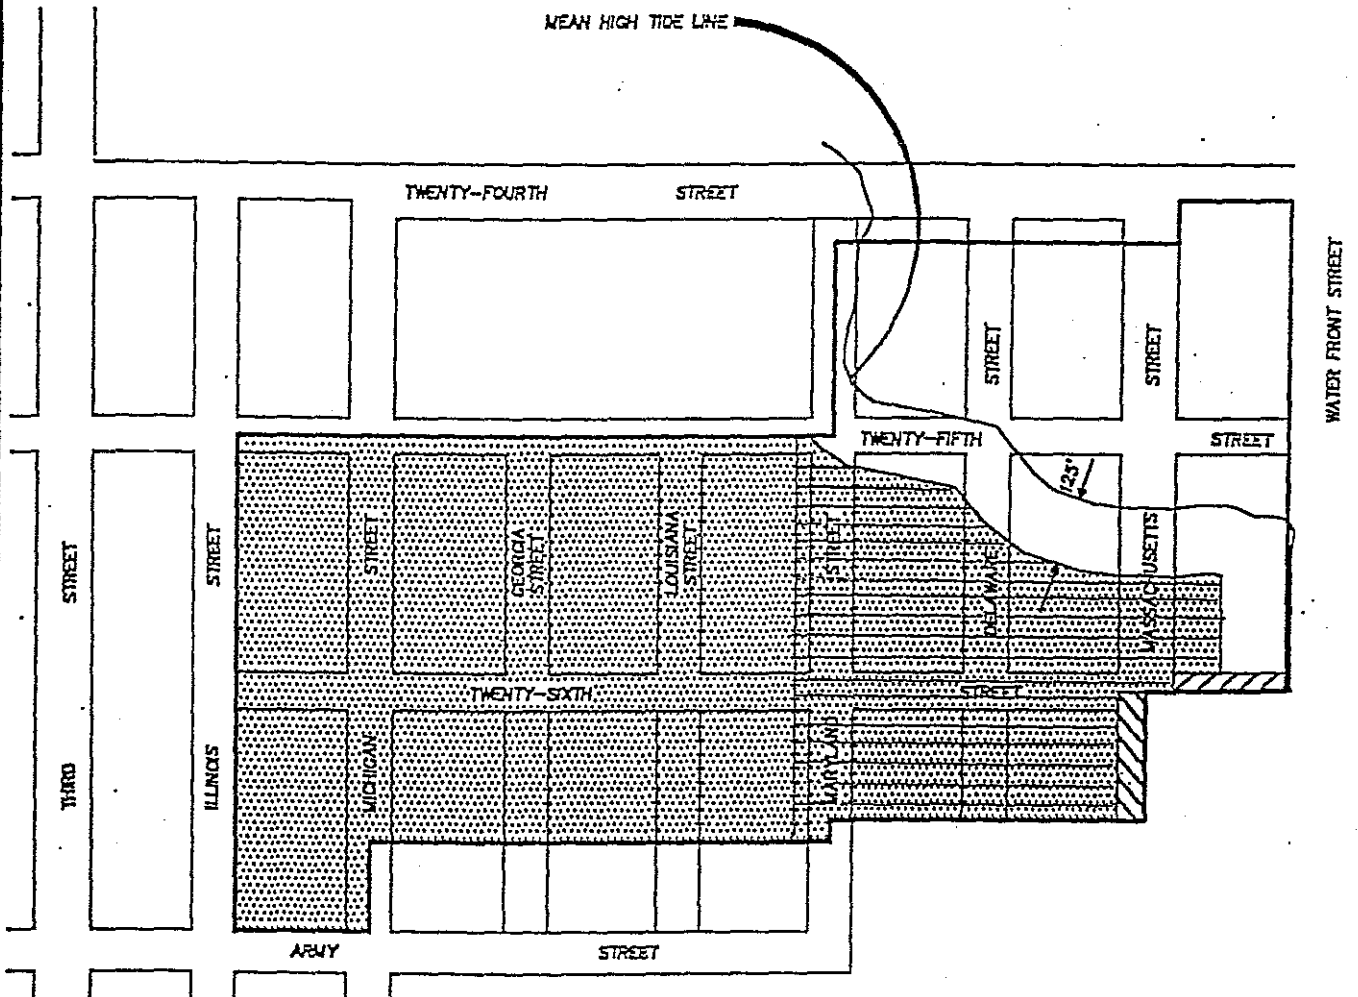 MEAN HIGH TIDE LINE
TWENTY-FOURTH STREET
WATER FRONT STREET
STREET
STREET
TWENTY-FIFTH STREET
125'
THIRD STREET
ILLINOIS STREET
MICHIGAN STREET
GEORGIA
STREET
LOUISIANA
STREET
MARYLAND STREET
DELAWARE
MASSACHUSETTS
TWENTY-SIXTH STREET
ARMY STREET